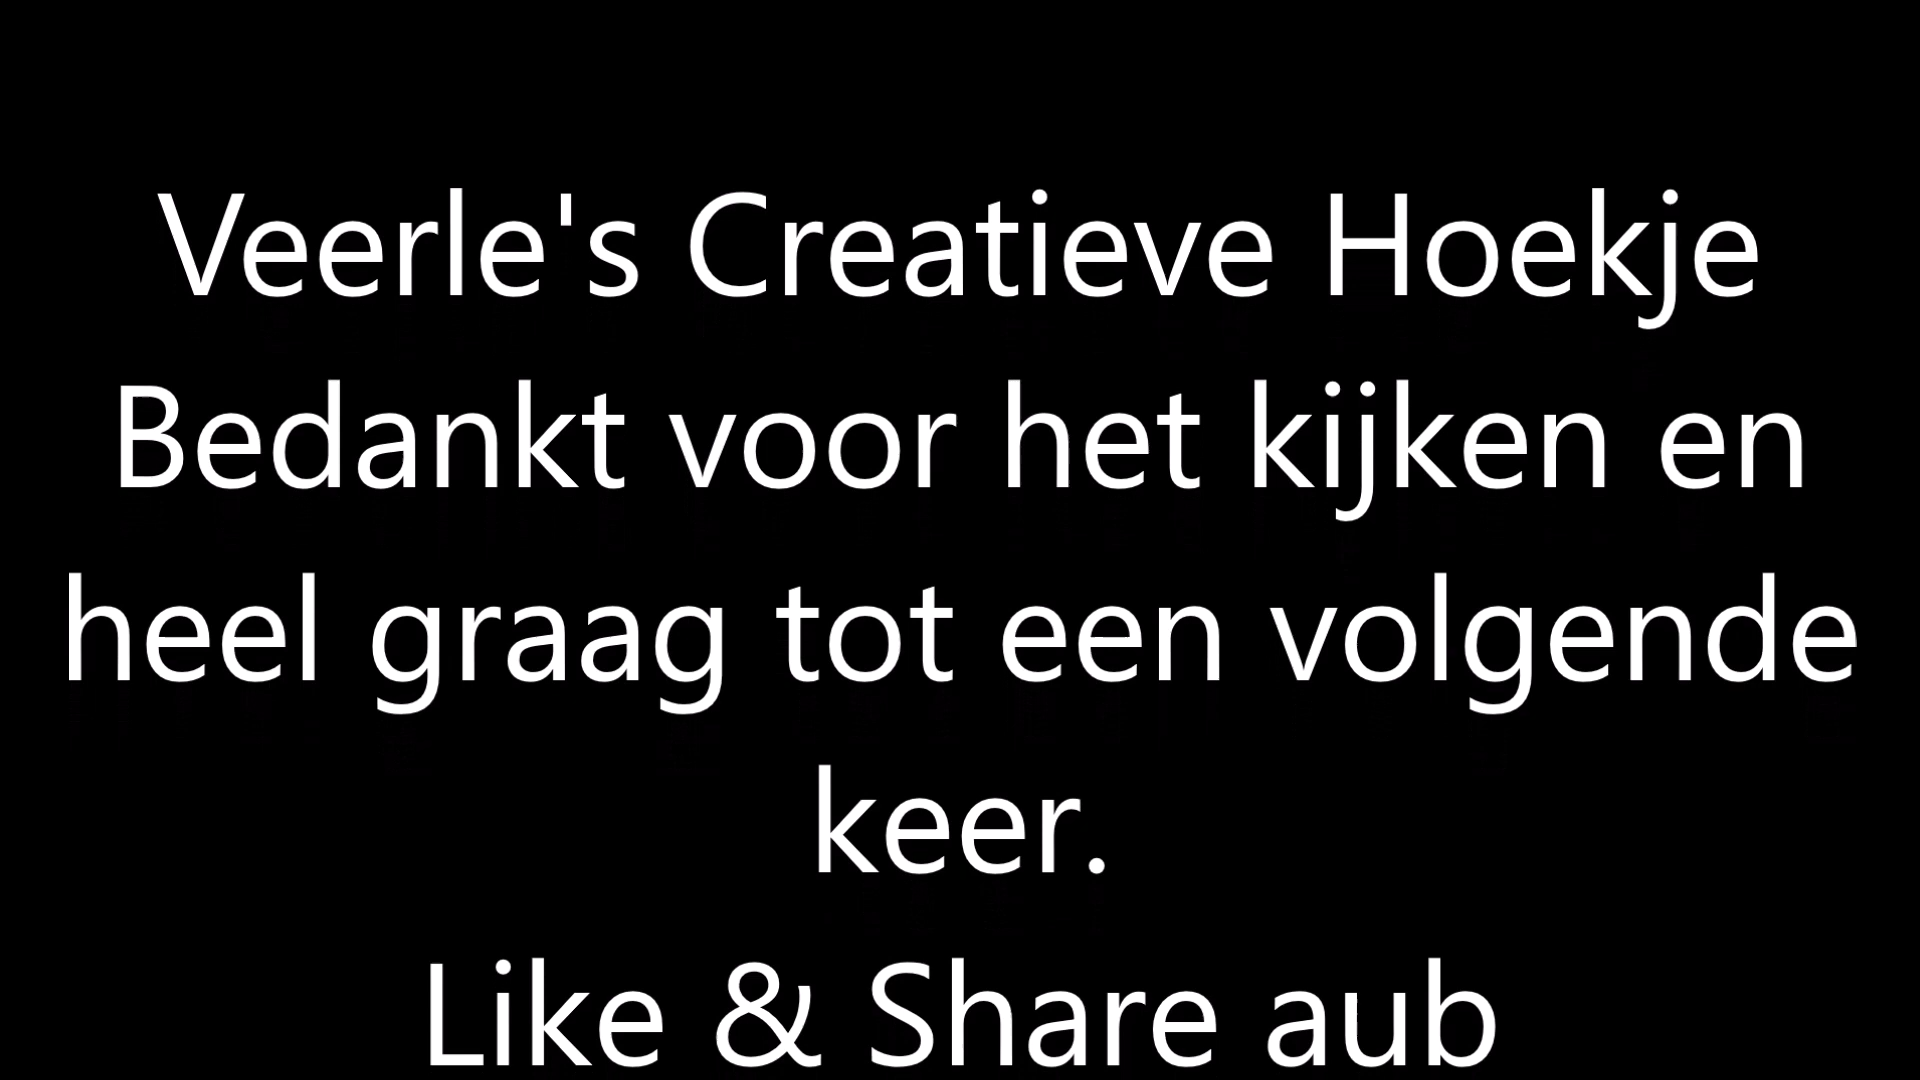 Veerle's Creatieve Hoekje
Bedankt voor het kijken en
heel graag tot een volgende
keer.
Like & Share aub